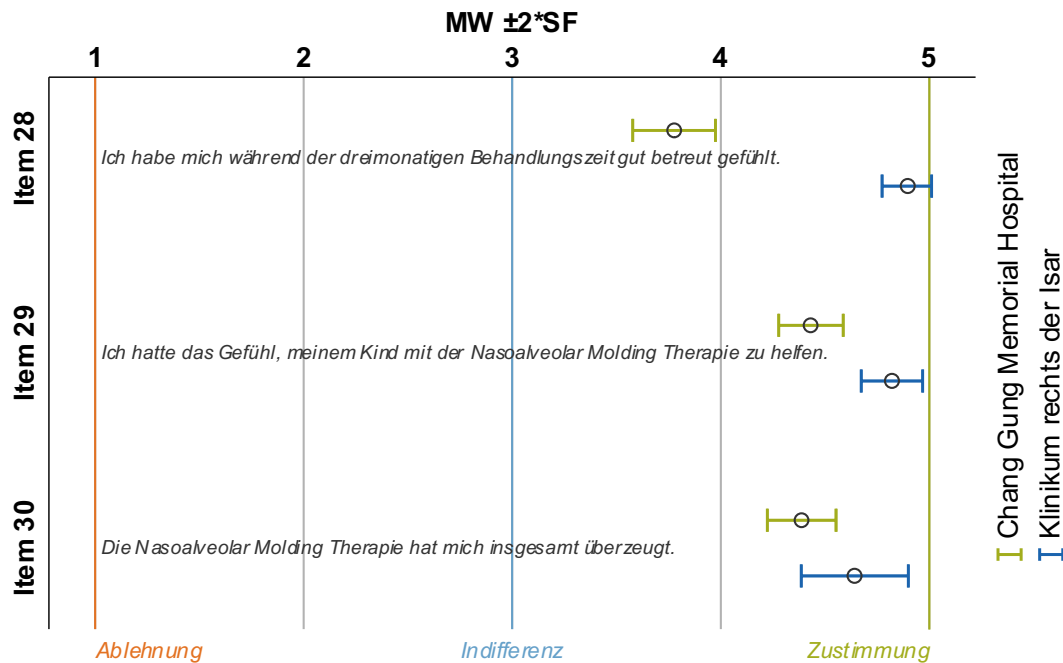 MW ±2*SF
1 2 3 4 5
Item 28
Ich habe mich während der dreimonatigen Behandlungszeit gut betreut gefühlt.
Item 29
Ich hatte das Gefühl, meinem Kind mit der Nasoalveolar Molding Therapie zu helfen.
Item 30
Die Nasoalveolar Molding Therapie hat mich insgesamt überzeugt.
Ablehnung Indifferenz Zustimmung
Chang Gung Memorial Hospital
Klinikum rechts der Isar